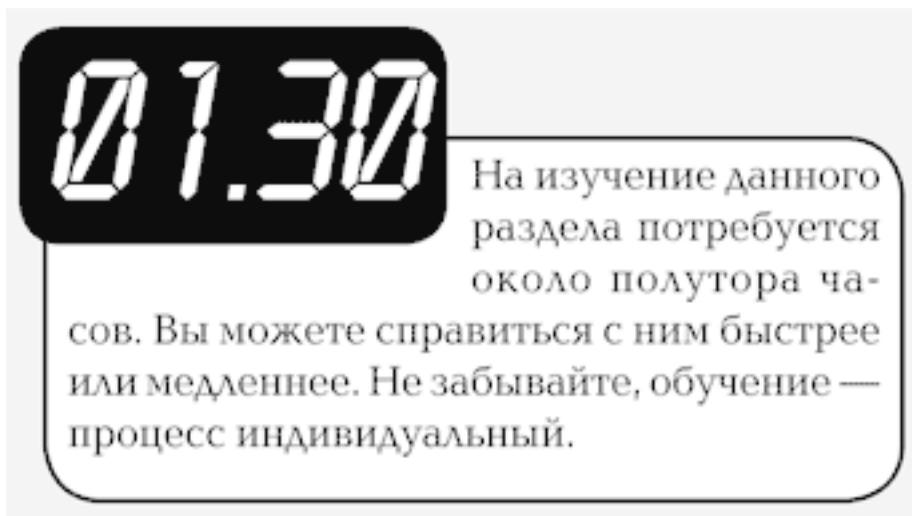 01.30
На изучение данного
раздела потребуется
около полутора ча-
сов. Вы можете справиться с ним быстрее
или медленнее. Не забывайте, обучение —
процесс индивидуальный.